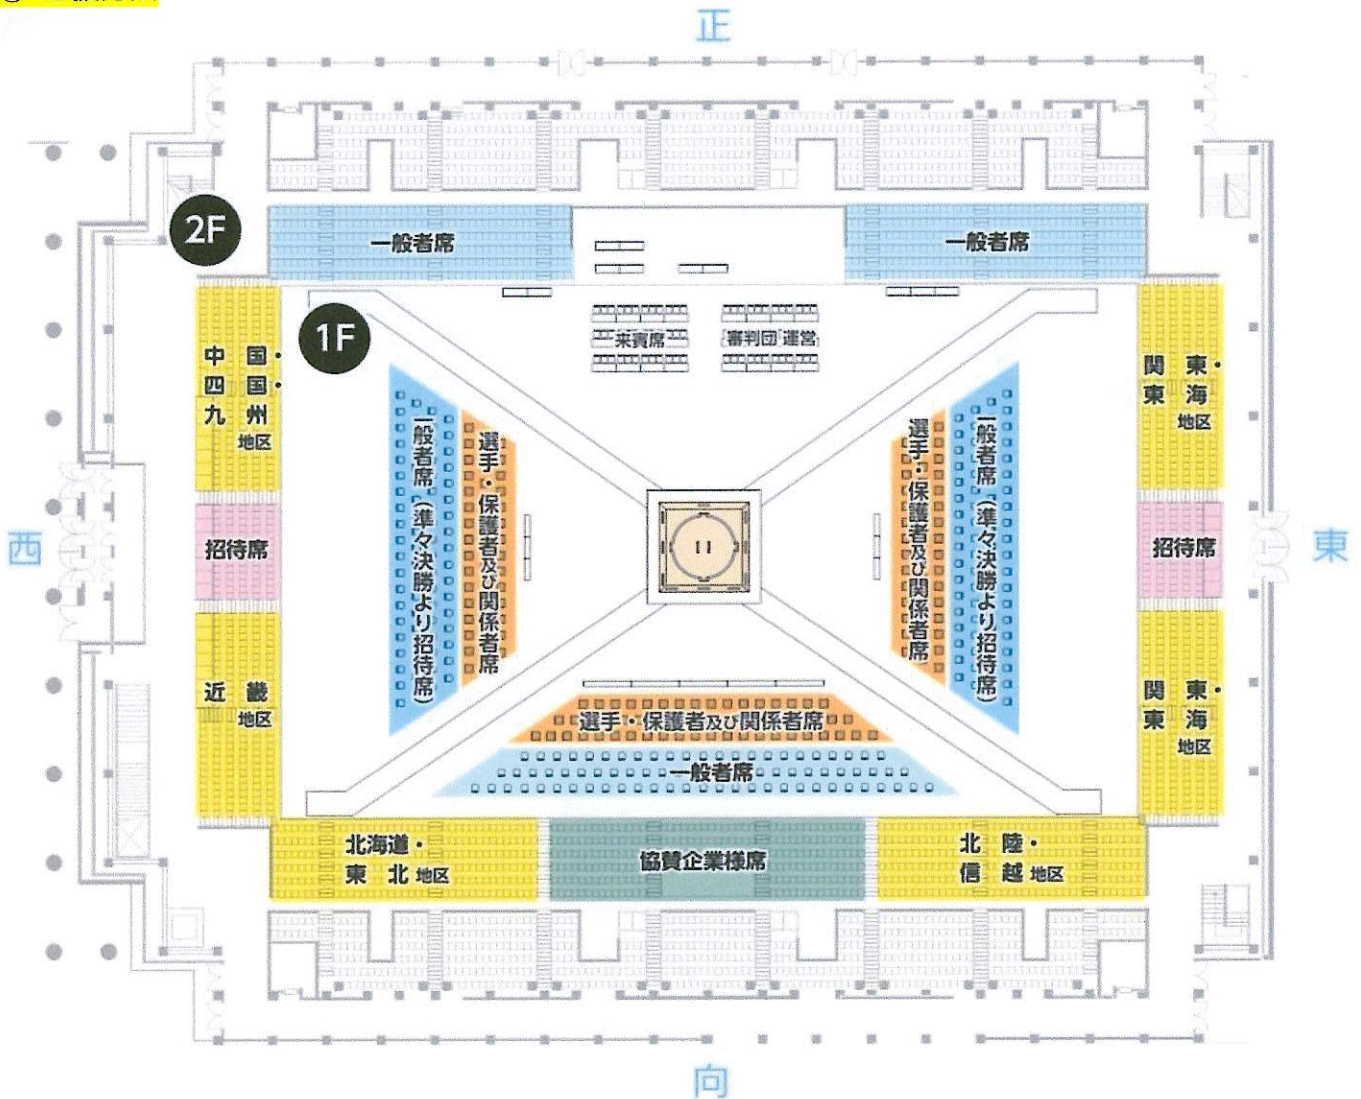 正
2F
一般者席
一般者席
1F
来賓席
審判団 運営
中国・
四国・
九州
地区
関東・
東海
地区
一般者席(準々決勝より招待席)
選手・保護者及び関係者席
選手・保護者及び関係者席
一般者席(準々決勝より招待席)
西
招待席
招待席
東
近畿
地区
関東・
東海
地区
選手・保護者及び関係者席
一般者席
北海道・
東北地区
協賛企業様席
北陸・
信越地区
向